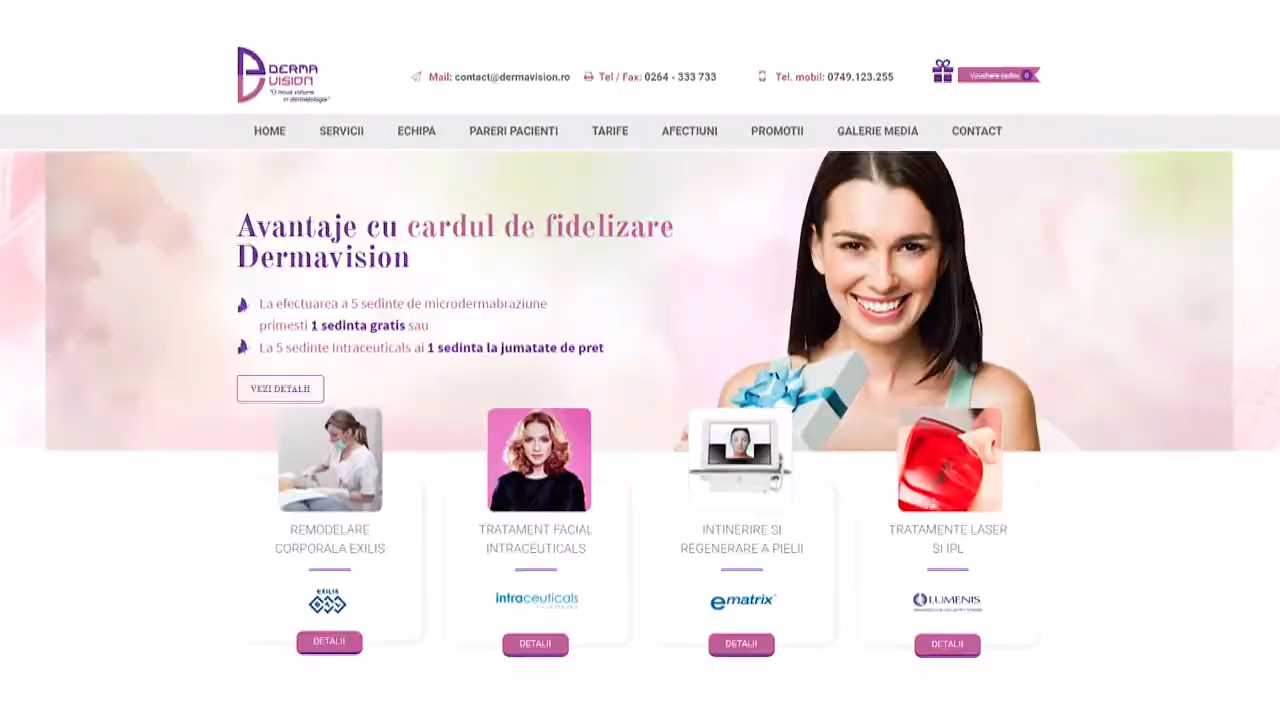 DERMA
VISION
"O noua viziune
in dermatologie"
Mail: contact@dermavision.ro
Tel / Fax: 0264 - 333 733
Tel. mobil: 0749.123.255
Vouchere cadou 0
HOME SERVICII ECHIPA PARERI PACIENTI TARIFE AFECTIUNI PROMOTII GALERIE MEDIA CONTACT
Avantaje cu cardul de fidelizare
Dermavision
La efectuarea a 5 sedinte de microdermabraziune
primesti 1 sedinta gratis sau
La 5 sedinte Intraceuticals ai 1 sedinta la jumatate de pret
VEZI DETALII
REMODELARE
CORPORALA EXILIS
EXILIS
DETALII
TRATAMENT FACIAL
INTRACEUTICALS
intraceuticals
DETALII
INTINERIRE SI
REGENERARE A PIELII
ematrix
DETALII
TRATAMENTE LASER
SI IPL
LUMENIS
DETALII